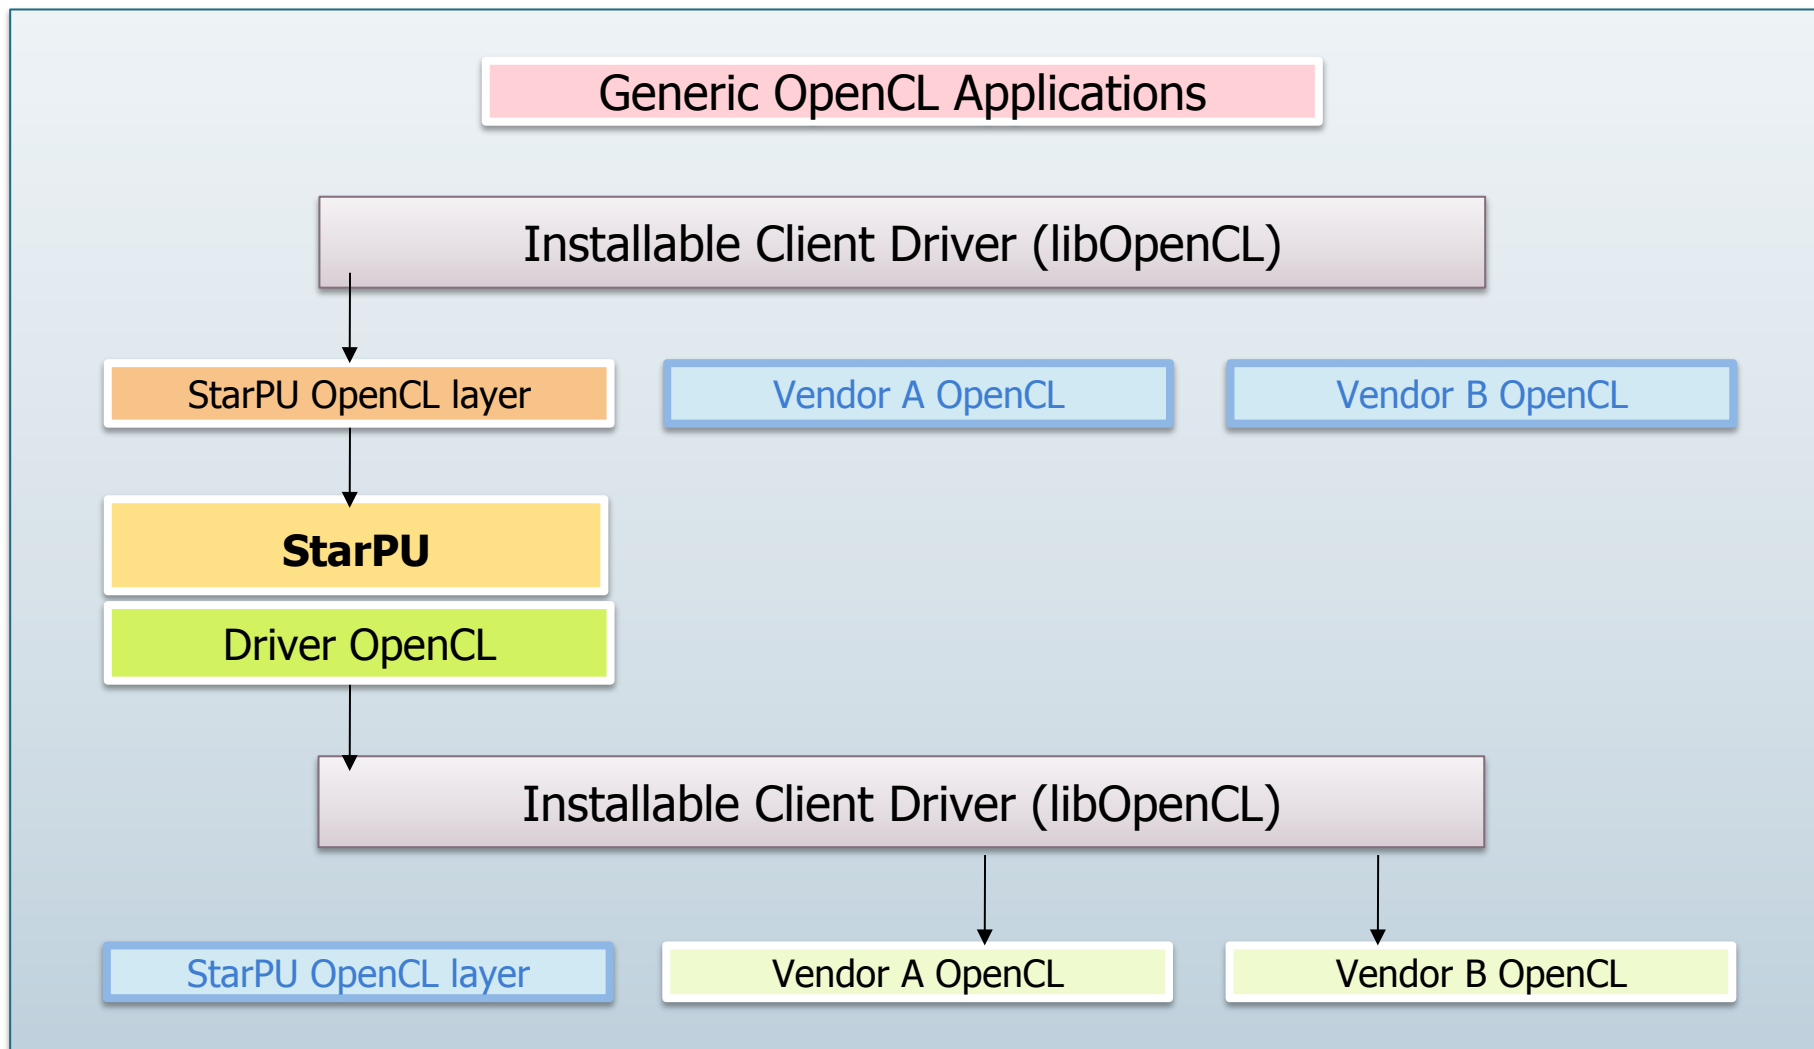 Generic OpenCL Applications
Installable Client Driver (libOpenCL)
StarPU OpenCL layer
Vendor A OpenCL
Vendor B OpenCL
StarPU
Driver OpenCL
Installable Client Driver (libOpenCL)
StarPU OpenCL layer
Vendor A OpenCL
Vendor B OpenCL